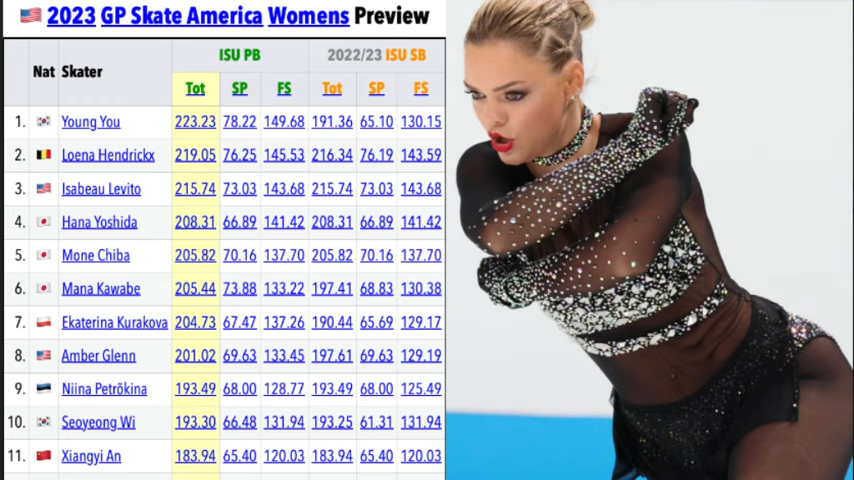 2023 GP Skate America Womens Preview
ISU PB 2022/23 ISU SB
Nat Skater
Tot SP FS Tot SP FS
1. Young You 223.23 78.22 149.68 191.36 65.10 130.15
2. Loena Hendrickx 219.05 76.25 145.53 216.34 76.19 143.59
3. Isabeau Levito 215.74 73.03 143.68 215.74 73.03 143.68
4. Hana Yoshida 208.31 66.89 141.42 208.31 66.89 141.42
5. Mone Chiba 205.82 70.16 137.70 205.82 70.16 137.70
6. Mana Kawabe 205.44 73.88 133.22 197.41 68.83 130.38
7. Ekaterina Kurakova 204.73 67.47 137.26 190.44 65.69 129.17
8. Amber Glenn 201.02 69.63 133.45 197.61 69.63 129.19
9. Niina Petrõkina 193.49 68.00 128.77 193.49 68.00 125.49
10. Seoyeong Wi 193.30 66.48 131.94 193.25 61.31 131.94
11. Xiangyi An 183.94 65.40 120.03 183.94 65.40 120.03